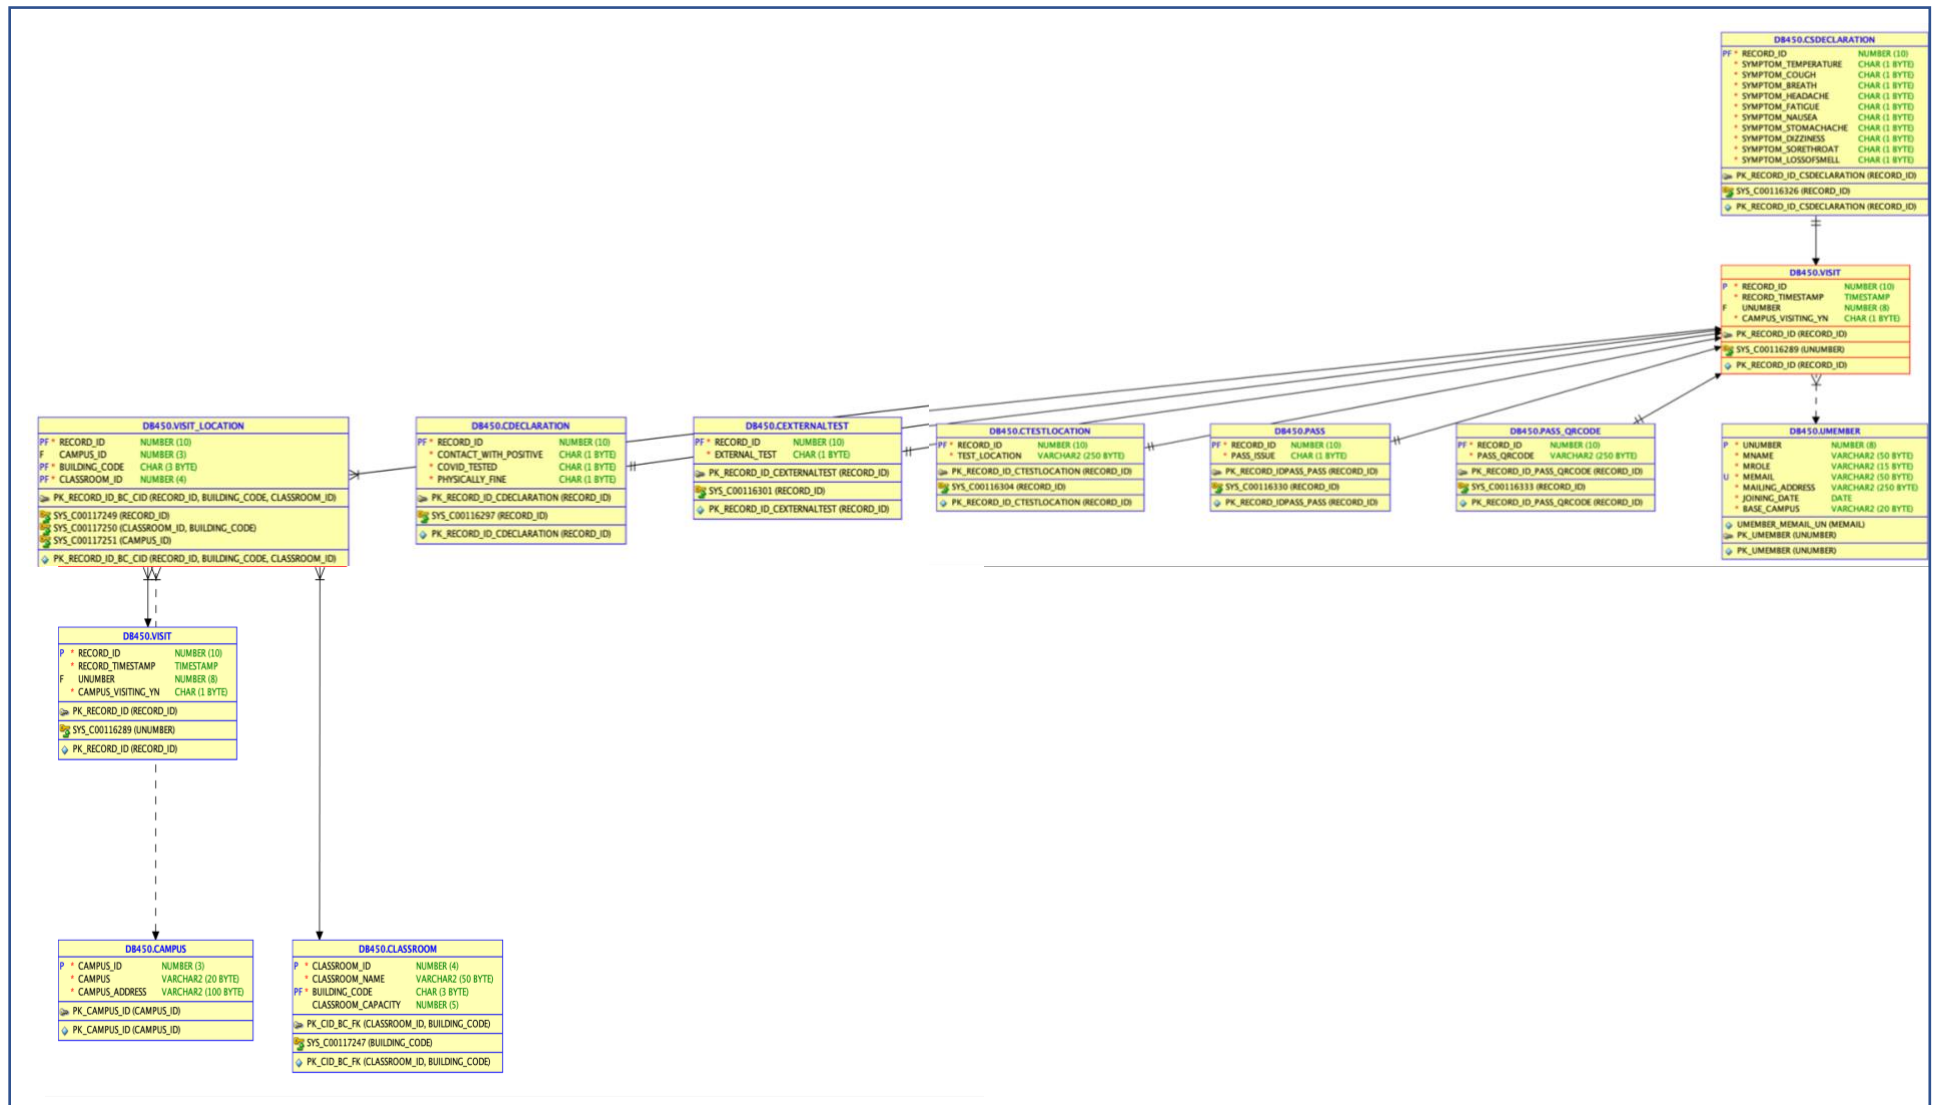 DB450.CSDECLARATION
PF * RECORD_ID NUMBER (10)
* SYMPTOM_TEMPERATURE CHAR (1 BYTE)
* SYMPTOM_COUGH CHAR (1 BYTE)
* SYMPTOM_BREATH CHAR (1 BYTE)
* SYMPTOM_HEADACHE CHAR (1 BYTE)
* SYMPTOM_FATIGUE CHAR (1 BYTE)
* SYMPTOM_NAUSEA CHAR (1 BYTE)
* SYMPTOM_STOMACHACHE CHAR (1 BYTE)
* SYMPTOM_DIZZINESS CHAR (1 BYTE)
* SYMPTOM_SORETHROAT CHAR (1 BYTE)
* SYMPTOM_LOSSOFSMELL CHAR (1 BYTE)
PK_RECORD_ID_CSDECLARATION (RECORD_ID)
SYS_C00116326 (RECORD_ID)
PK_RECORD_ID_CSDECLARATION (RECORD_ID)
DB450.VISIT
P * RECORD_ID NUMBER (10)
* RECORD_TIMESTAMP TIMESTAMP
F UNUMBER NUMBER (8)
* CAMPUS_VISITING_YN CHAR (1 BYTE)
PK_RECORD_ID (RECORD_ID)
SYS_C00116289 (UNUMBER)
PK_RECORD_ID (RECORD_ID)
DB450.VISIT_LOCATION
PF * RECORD_ID NUMBER (10)
F CAMPUS_ID NUMBER (3)
PF * BUILDING_CODE CHAR (3 BYTE)
PF * CLASSROOM_ID NUMBER (4)
PK_RECORD_ID_BC_CID (RECORD_ID, BUILDING_CODE, CLASSROOM_ID)
SYS_C00117249 (RECORD_ID)
SYS_C00117250 (CLASSROOM_ID, BUILDING_CODE)
SYS_C00117251 (CAMPUS_ID)
PK_RECORD_ID_BC_CID (RECORD_ID, BUILDING_CODE, CLASSROOM_ID)
DB450.CDECLARATION
PF * RECORD_ID NUMBER (10)
* CONTACT_WITH_POSITIVE CHAR (1 BYTE)
* COVID_TESTED CHAR (1 BYTE)
* PHYSICALLY_FINE CHAR (1 BYTE)
PK_RECORD_ID_CDECLARATION (RECORD_ID)
SYS_C00116297 (RECORD_ID)
PK_RECORD_ID_CDECLARATION (RECORD_ID)
DB450.CEXTERNALTEST
PF * RECORD_ID NUMBER (10)
* EXTERNAL_TEST CHAR (1 BYTE)
PK_RECORD_ID_CEXTERNALTEST (RECORD_ID)
SYS_C00116301 (RECORD_ID)
PK_RECORD_ID_CEXTERNALTEST (RECORD_ID)
DB450.CTESTLOCATION
PF * RECORD_ID NUMBER (10)
* TEST_LOCATION VARCHAR2 (250 BYTE)
PK_RECORD_ID_CTESTLOCATION (RECORD_ID)
SYS_C00116304 (RECORD_ID)
PK_RECORD_ID_CTESTLOCATION (RECORD_ID)
DB450.PASS
PF * RECORD_ID NUMBER (10)
* PASS_ISSUE CHAR (1 BYTE)
PK_RECORD_IDPASS_PASS (RECORD_ID)
SYS_C00116330 (RECORD_ID)
PK_RECORD_IDPASS_PASS (RECORD_ID)
DB450.PASS_QRCODE
PF * RECORD_ID NUMBER (10)
* PASS_QRCODE VARCHAR2 (250 BYTE)
PK_RECORD_ID_PASS_QRCODE (RECORD_ID)
SYS_C00116333 (RECORD_ID)
PK_RECORD_ID_PASS_QRCODE (RECORD_ID)
DB450.UMEMBER
P * UNUMBER NUMBER (8)
* MNAME VARCHAR2 (50 BYTE)
* MROLE VARCHAR2 (15 BYTE)
U * MEMAIL VARCHAR2 (50 BYTE)
* MAILING_ADDRESS VARCHAR2 (250 BYTE)
* JOINING_DATE DATE
* BASE_CAMPUS VARCHAR2 (20 BYTE)
UMEMBER_MEMAIL_UN (MEMAIL)
PK_UMEMBER (UNUMBER)
PK_UMEMBER (UNUMBER)
DB450.VISIT
P * RECORD_ID NUMBER (10)
* RECORD_TIMESTAMP TIMESTAMP
F UNUMBER NUMBER (8)
* CAMPUS_VISITING_YN CHAR (1 BYTE)
PK_RECORD_ID (RECORD_ID)
SYS_C00116289 (UNUMBER)
PK_RECORD_ID (RECORD_ID)
DB450.CAMPUS
P * CAMPUS_ID NUMBER (3)
* CAMPUS VARCHAR2 (20 BYTE)
* CAMPUS_ADDRESS VARCHAR2 (100 BYTE)
PK_CAMPUS_ID (CAMPUS_ID)
PK_CAMPUS_ID (CAMPUS_ID)
DB450.CLASSROOM
P * CLASSROOM_ID NUMBER (4)
* CLASSROOM_NAME VARCHAR2 (50 BYTE)
PF * BUILDING_CODE CHAR (3 BYTE)
CLASSROOM_CAPACITY NUMBER (5)
PK_CID_BC_FK (CLASSROOM_ID, BUILDING_CODE)
SYS_C00117247 (BUILDING_CODE)
PK_CID_BC_FK (CLASSROOM_ID, BUILDING_CODE)